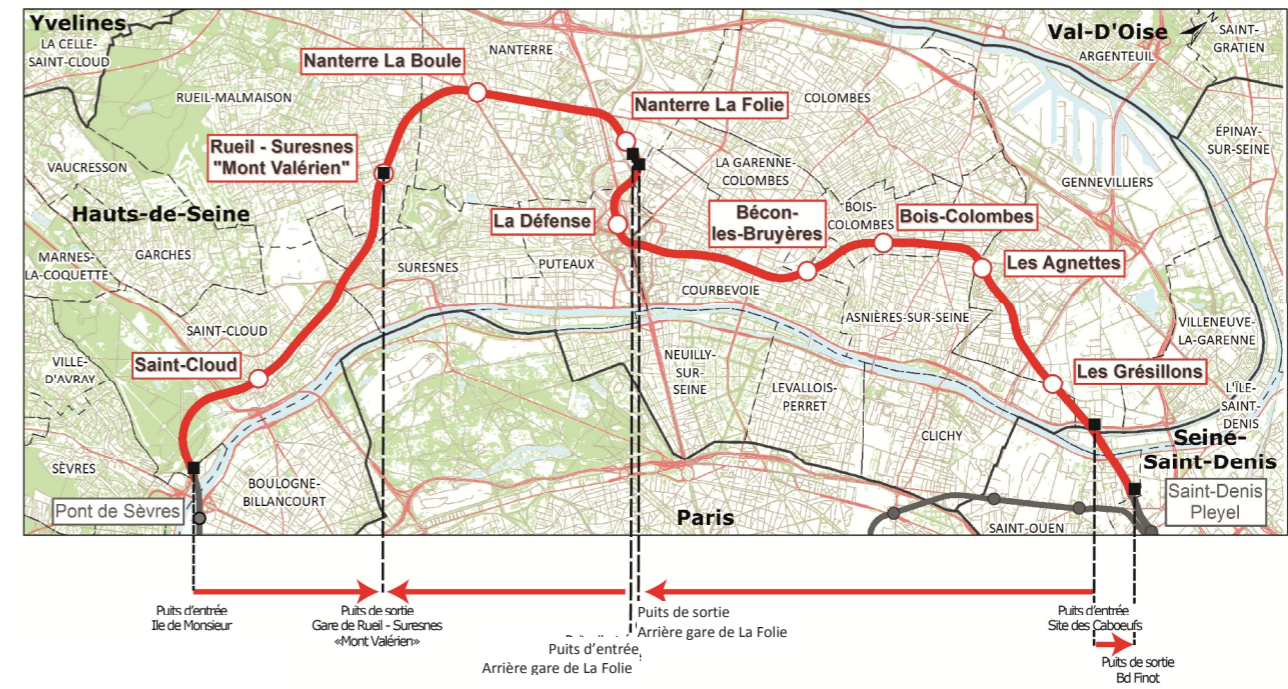 Yvelines
LA CELLE-
SAINT-CLOUD
NANTERRE
Val-D'Oise
N
ARGENTEUIL
SAINT-
GRATIEN
Nanterre La Boule
RUEIL-MALMAISON
Nanterre La Folie
COLOMBES
ÉPINAY-
SUR-SEINE
Rueil - Suresnes
"Mont Valérien"
VAUCRESSON
LA GARENNE-
COLOMBES
GENNEVILLIERS
Hauts-de-Seine
La Défense
Bécon-
les-Bruyères
BOIS-
COLOMBES
Bois-Colombes
MARNES-
LA-COQUETTE
GARCHES
SURESNES
PUTEAUX
Les Agnettes
COURBEVOIE
ASNIÈRES-SUR-SEINE
VILLENEUVE-
LA-GARENNE
SAINT-CLOUD
VILLE-
D'AVRAY
Saint-Cloud
NEUILLY-
SUR-
SEINE
LEVALLOIS-
PERRET
Les Grésillons
L'ÎLE-
SAINT-
DENIS
CLICHY
Seine-
Saint-Denis
SÈVRES
BOULOGNE-
BILLANCOURT
Pont de Sèvres
Paris
SAINT-OUEN
Saint-Denis
Pleyel
Puits d'entrée
Ile de Monsieur
Puits de sortie
Gare de Rueil - Suresnes
«Mont Valérien»
Puits de sortie
Arrière gare de La Folie
Puits d'entrée
Arrière gare de La Folie
Puits d'entrée
Site des Caboeufs
Puits de sortie
Bd Finot